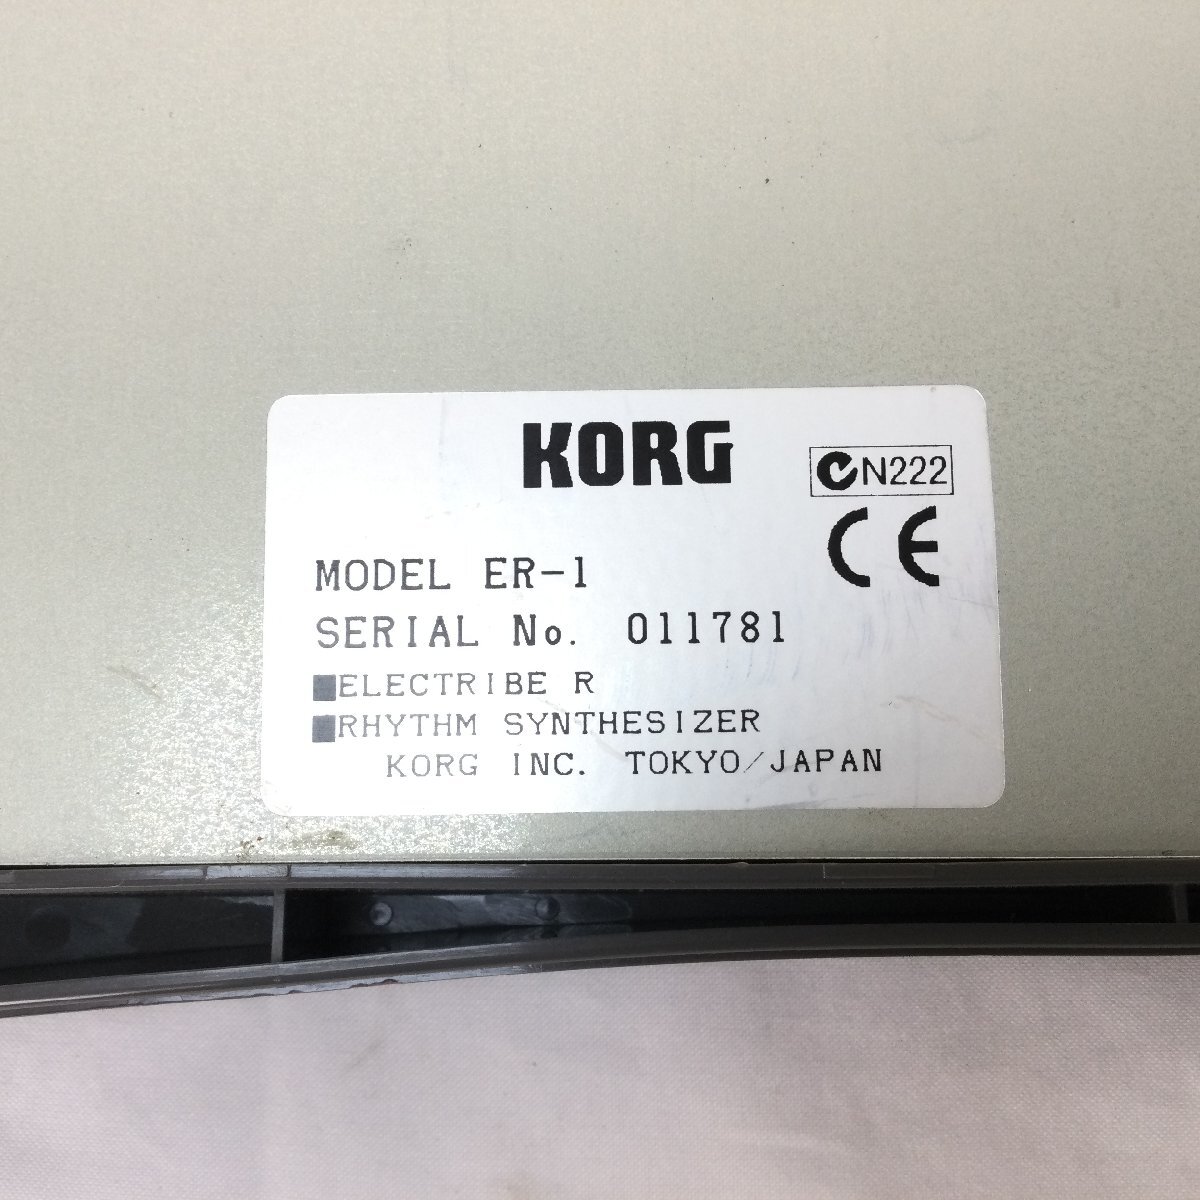 KORG
N222
CE
MODEL ER-1
SERIAL No. 011781
■ELECTRIBE R
■RHYTHM SYNTHESIZER
KORG INC. TOKYO/JAPAN